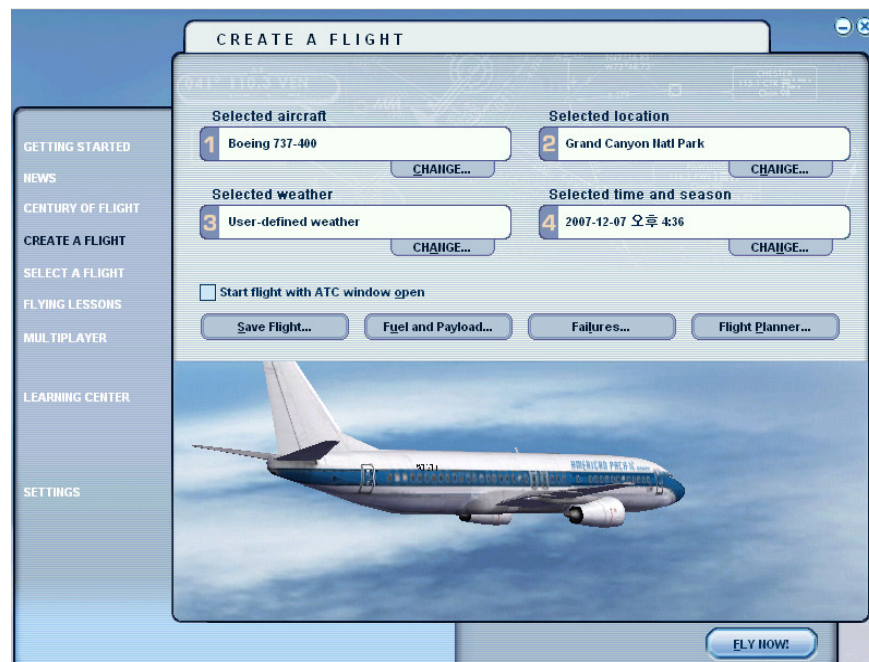 CREATE A FLIGHT
Selected aircraft
1 Boeing 737-400
CHANGE...
Selected location
2 Grand Canyon Natl Park
CHANGE...
Selected weather
3 User-defined weather
CHANGE...
Selected time and season
4 2007-12-07 오후 4:36
CHANGE...
Start flight with ATC window open
Save Flight...
Fuel and Payload...
Failures...
Flight Planner...
GETTING STARTED
NEWS
CENTURY OF FLIGHT
CREATE A FLIGHT
SELECT A FLIGHT
FLYING LESSONS
MULTIPLAYER
LEARNING CENTER
SETTINGS
AMERICAN PACIFIC
FLY NOW!